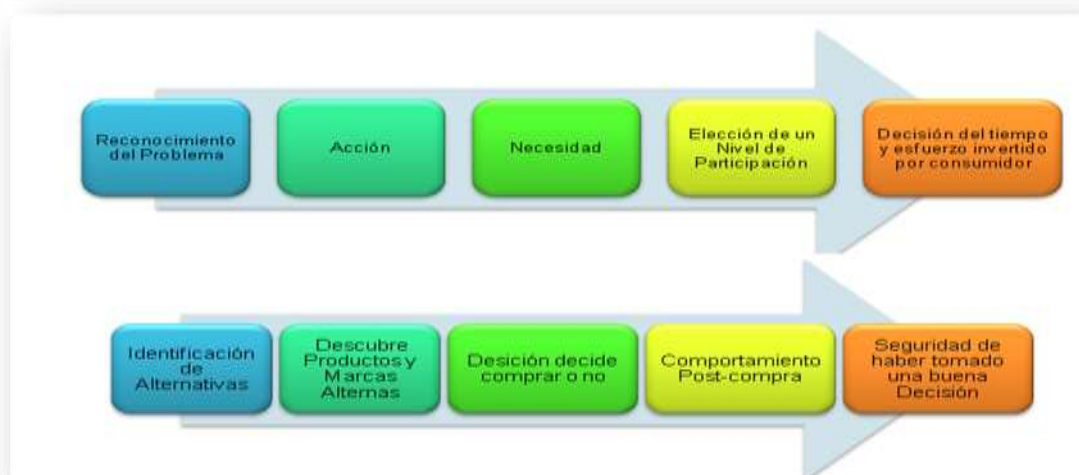 Reconocimiento
del Problema
Acción
Necesidad
Elección de un
Nivel de
Participación
Decisión del tiempo
y esfuerzo invertido
por consumidor
Identificación
de
Alternativas
Descubre
Productos y
Marcas
Alternas
Desición decide
comprar o no
Comportamiento
Post-compra
Seguridad de
haber tomado
una buena
Decisión